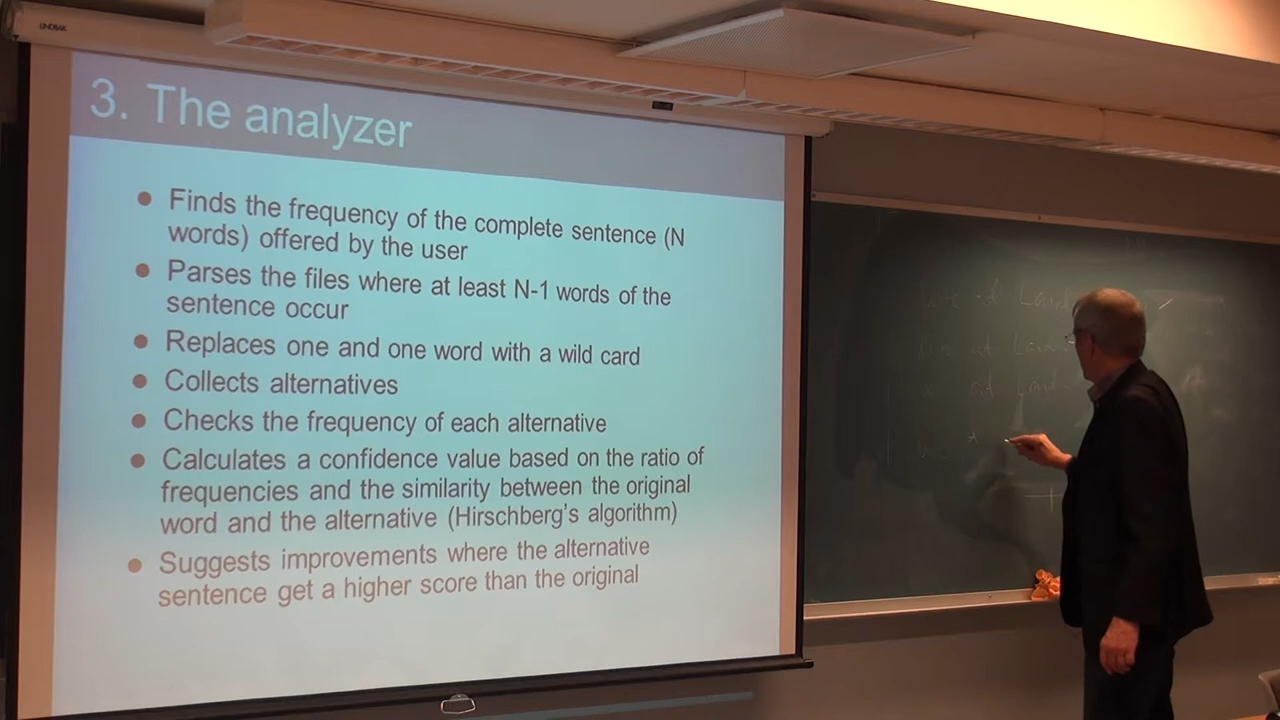 LINDBAK
3. The analyzer
• Finds the frequency of the complete sentence (N
words) offered by the user
• Parses the files where at least N-1 words of the
sentence occur
• Replaces one and one word with a wild card
• Collects alternatives
• Checks the frequency of each alternative
• Calculates a confidence value based on the ratio of
frequencies and the similarity between the original
word and the alternative (Hirschberg's algorithm)
• Suggests improvements where the alternative
sentence get a higher score than the original